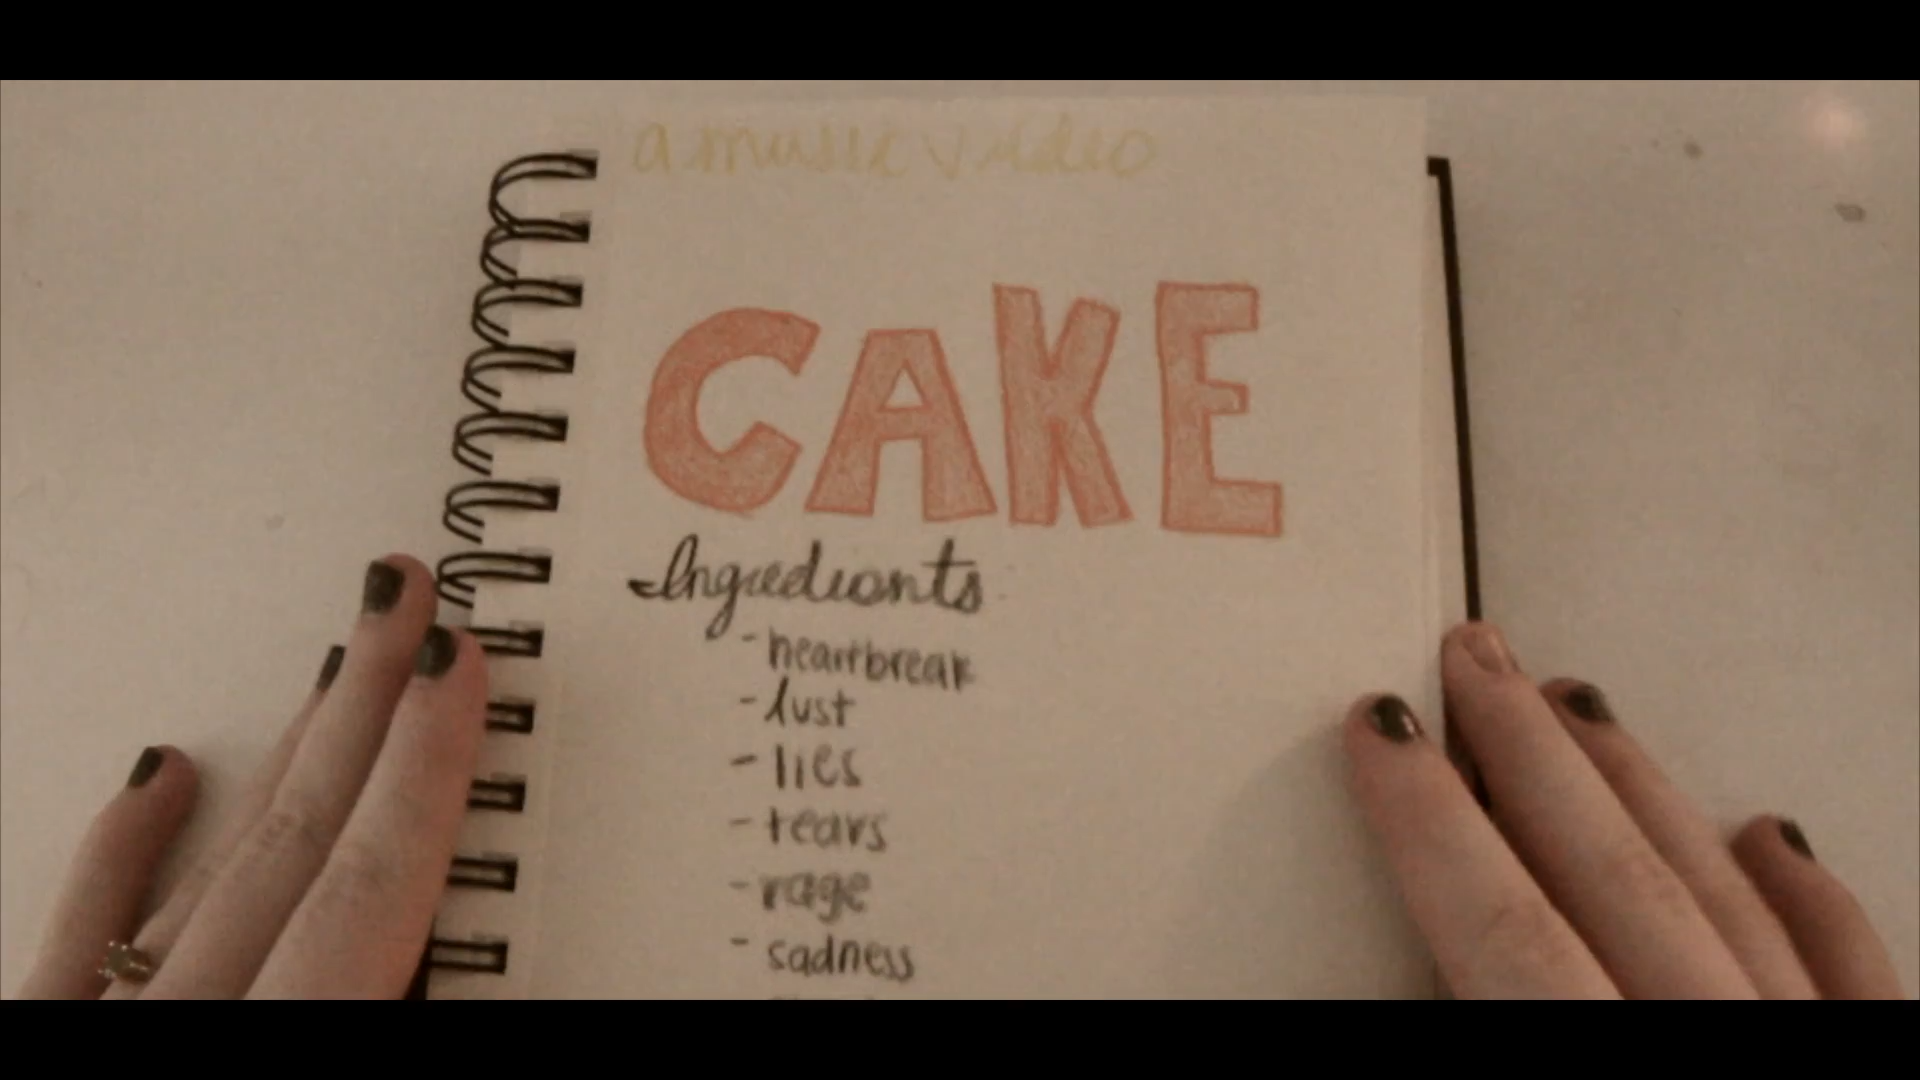 a music video
CAKE
Ingredients
- heartbreak
- lust
- lies
- tears
- rage
- sadness